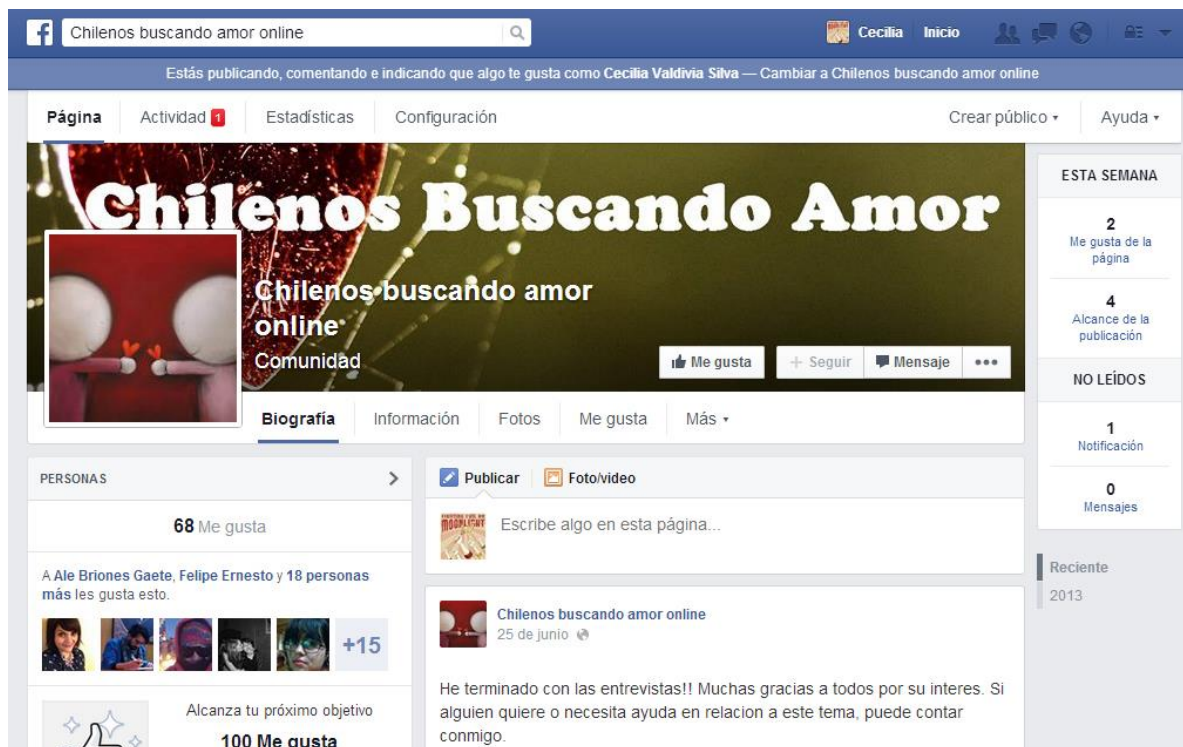 Chilenos buscando amor online
Cecilia Inicio
Estás publicando, comentando e indicando que algo te gusta como Cecilia Valdivia Silva — Cambiar a Chilenos buscando amor online
Página Actividad 1 Estadísticas Configuración Crear público Ayuda
Chilenos Buscando Amor
Chilenos buscando amor
online
Comunidad
Me gusta + Seguir Mensaje •••
Biografía Información Fotos Me gusta Más
ESTA SEMANA
2
Me gusta de la
página
4
Alcance de la
publicación
NO LEÍDOS
1
Notificación
0
Mensajes
Reciente
2013
PERSONAS
68 Me gusta
A Ale Briones Gaete, Felipe Ernesto y 18 personas
más les gusta esto.
+15
Alcanza tu próximo objetivo
100 Me gusta
Publicar Foto/video
MOONLIGHT
Escribe algo en esta página...
Chilenos buscando amor online
25 de junio
He terminado con las entrevistas!! Muchas gracias a todos por su interes. Si
alguien quiere o necesita ayuda en relacion a este tema, puede contar
conmigo.